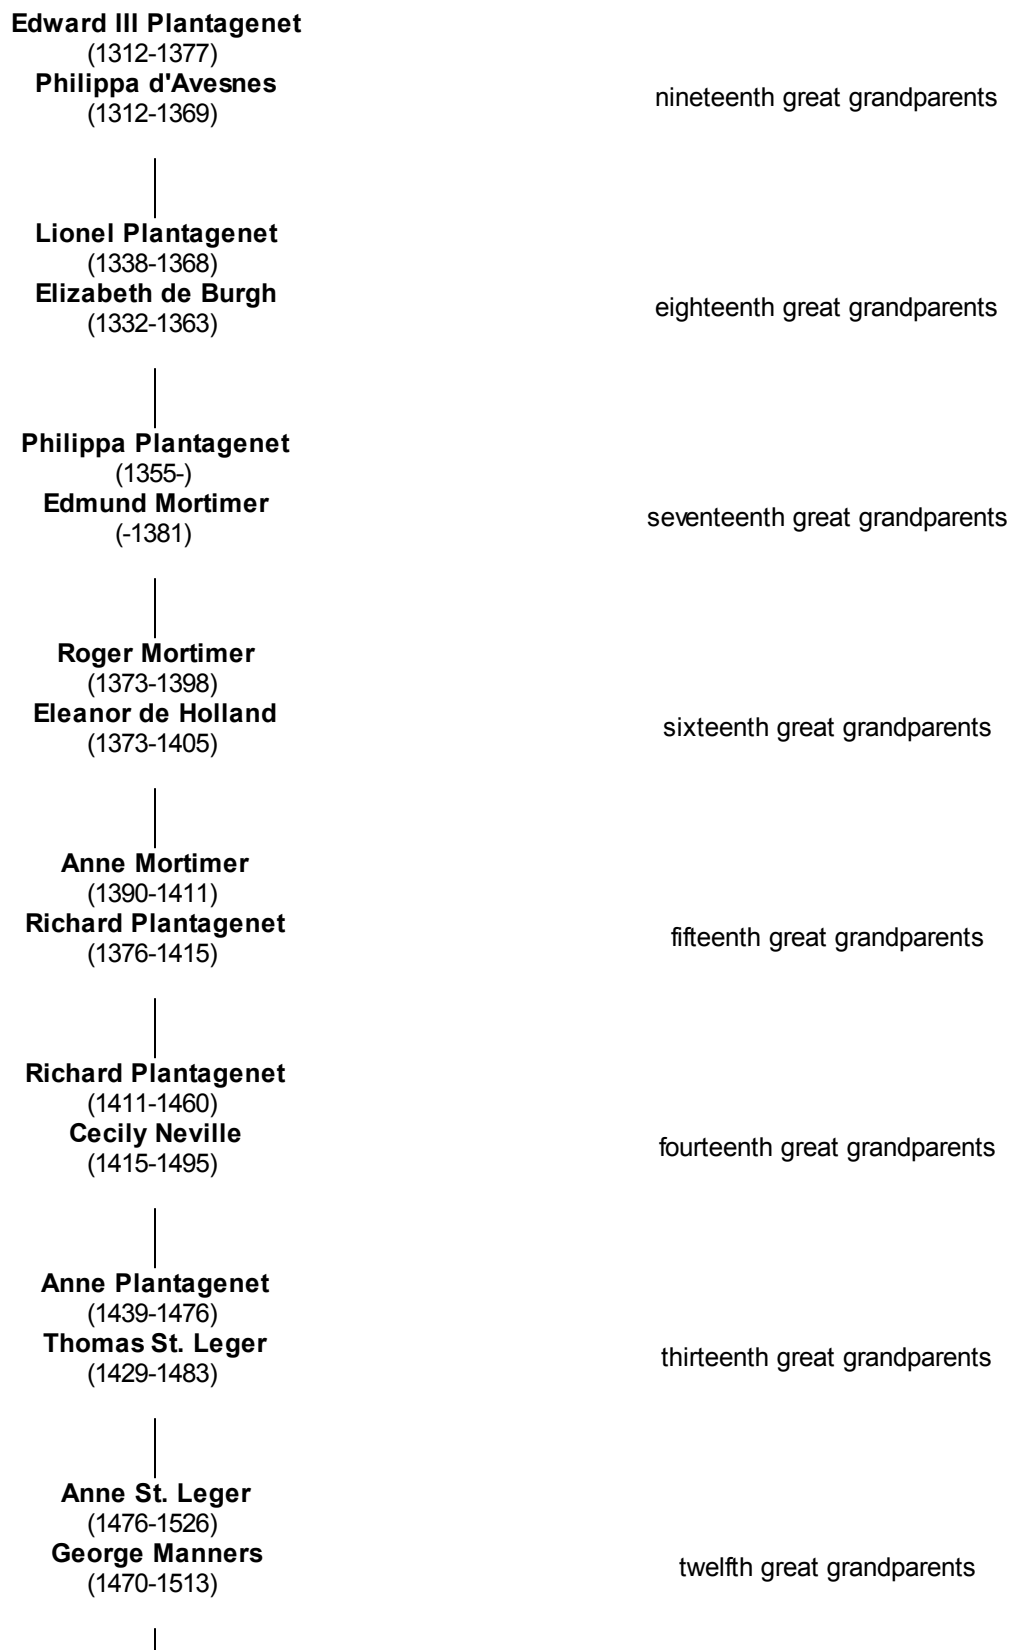 Edward III Plantagenet
(1312-1377)
Philippa d'Avesnes
(1312-1369)
nineteenth great grandparents
Lionel Plantagenet
(1338-1368)
Elizabeth de Burgh
(1332-1363)
eighteenth great grandparents
Philippa Plantagenet
(1355-)
Edmund Mortimer
(-1381)
seventeenth great grandparents
Roger Mortimer
(1373-1398)
Eleanor de Holland
(1373-1405)
sixteenth great grandparents
Anne Mortimer
(1390-1411)
Richard Plantagenet
(1376-1415)
fifteenth great grandparents
Richard Plantagenet
(1411-1460)
Cecily Neville
(1415-1495)
fourteenth great grandparents
Anne Plantagenet
(1439-1476)
Thomas St. Leger
(1429-1483)
thirteenth great grandparents
Anne St. Leger
(1476-1526)
George Manners
(1470-1513)
twelfth great grandparents